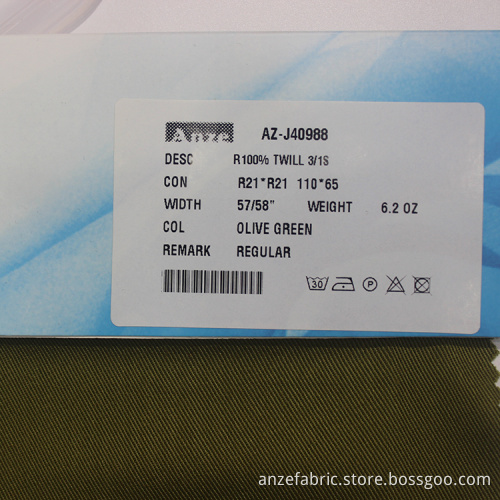 Anze AZ-J40988
DESC R100% TWILL 3/1S
CON R21*R21 110*65
WIDTH 57/58" WEIGHT 6.2 OZ
COL OLIVE GREEN
REMARK REGULAR
30 P
anzefabric.store.bossgoo.com